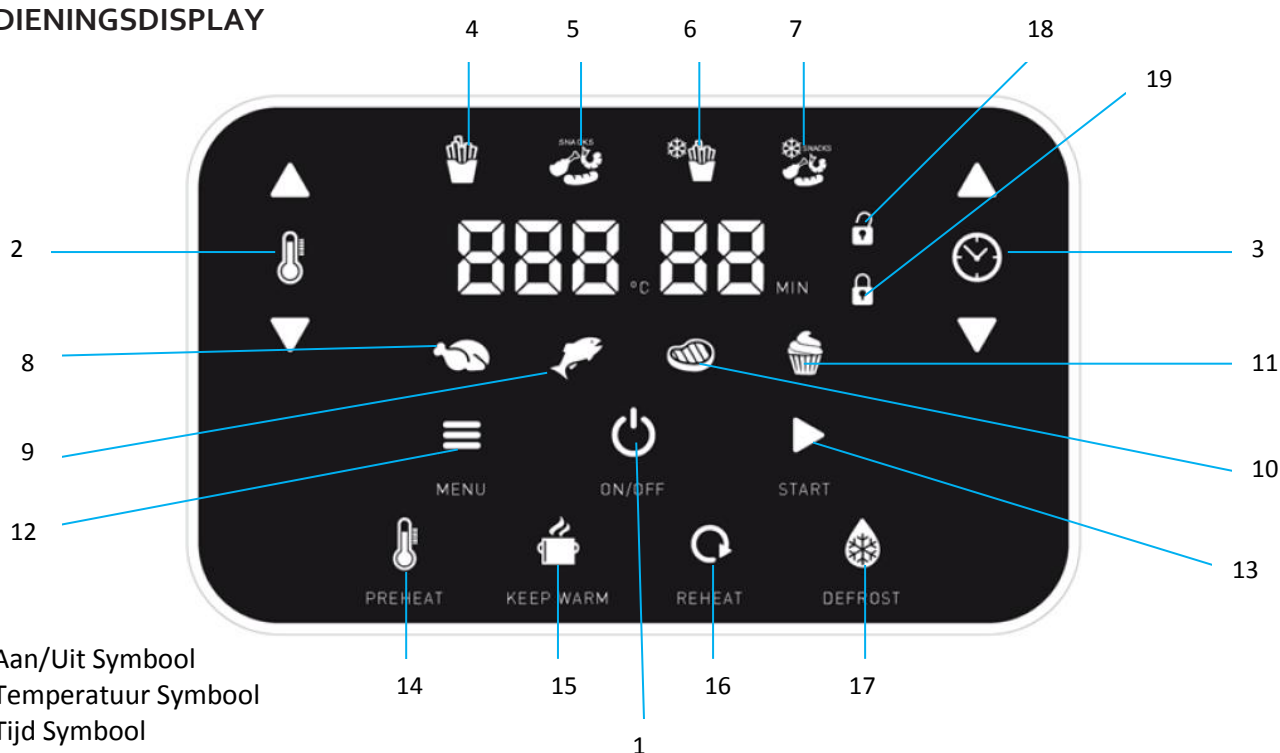 DIENINGSDISPLAY
4 5 6 7 18
19
SNACKS SNACKS
2 888 °C 88 MIN 3
8 11
9 10
MENU ON/OFF START
12
13
PREHEAT KEEP WARM REHEAT DEFROST
Aan/Uit Symbool
14 15 16 17
Temperatuur Symbool
Tijd Symbool
1